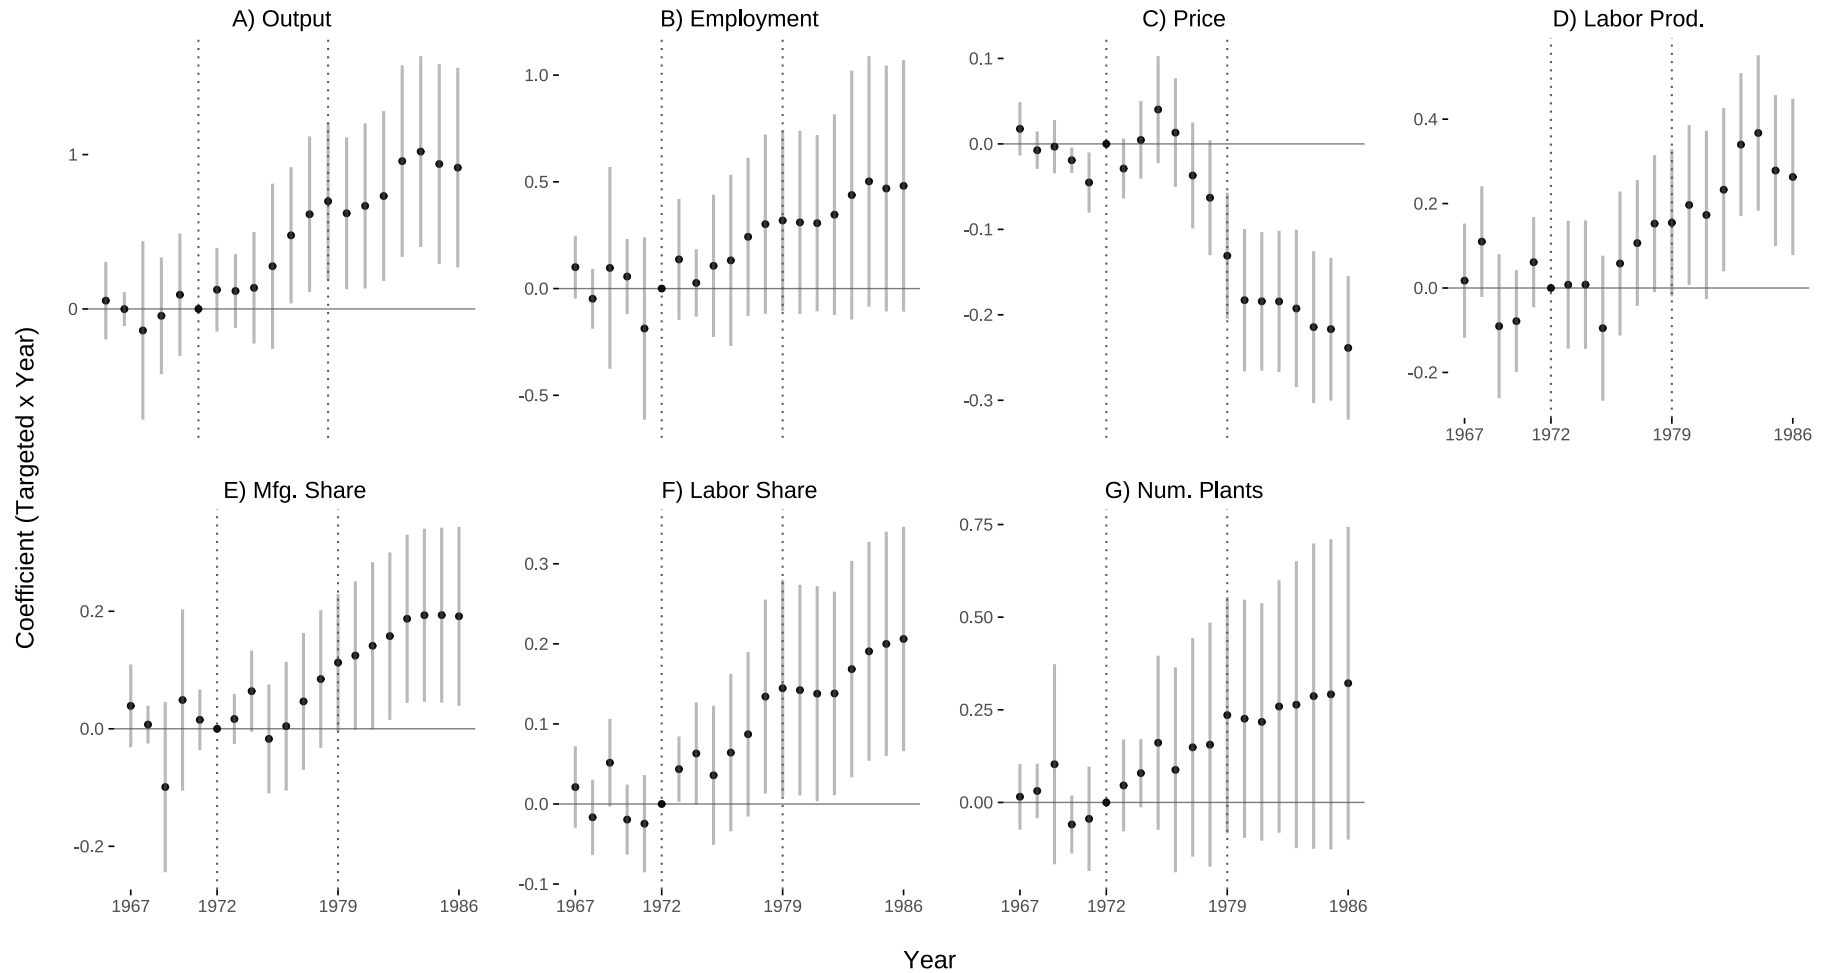 A) Output
B) Employment
C) Price
D) Labor Prod.
1
0
1.0
0.5
0.0
-0.5
0.1
0.0
-0.1
-0.2
-0.3
0.4
0.2
0.0
-0.2
1967 1972 1979 1986
Coefficient (Targeted x Year)
E) Mfg. Share
F) Labor Share
G) Num. Plants
0.2
0.0
-0.2
1967 1972 1979 1986
0.3
0.2
0.1
0.0
-0.1
1967 1972 1979 1986
0.75
0.50
0.25
0.00
1967 1972 1979 1986
Year